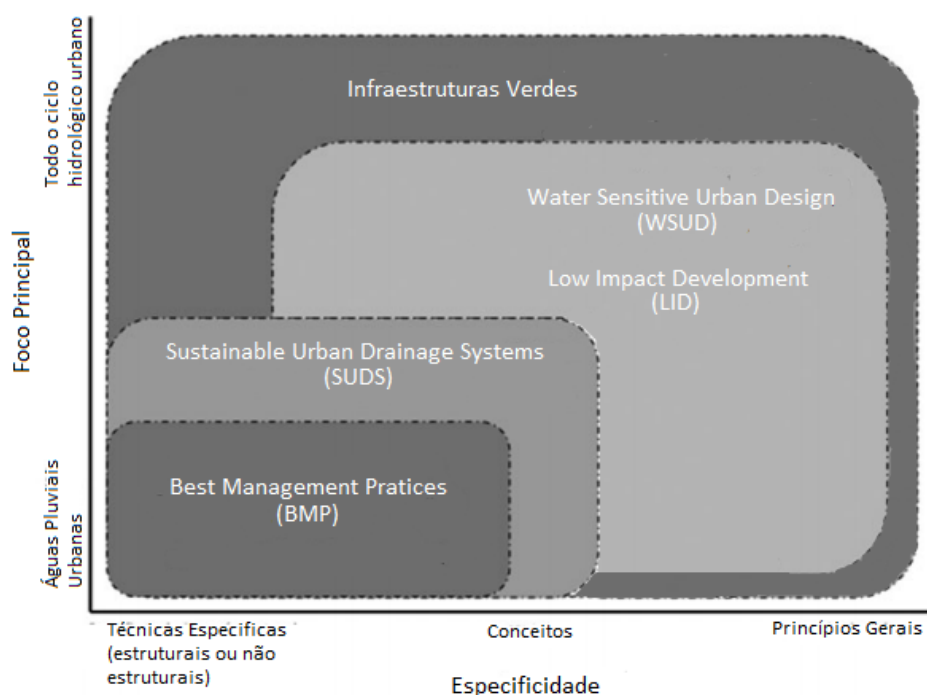 Todo o ciclo
hidrológico urbano
Foco Principal
Águas Pluviais
Urbanas
Infraestruturas Verdes
Water Sensitive Urban Design
(WSUD)
Low Impact Development
(LID)
Sustainable Urban Drainage Systems
(SUDS)
Best Management Pratices
(BMP)
Técnicas Especificas
(estruturais ou não
estruturais)
Conceitos
Princípios Gerais
Especificidade